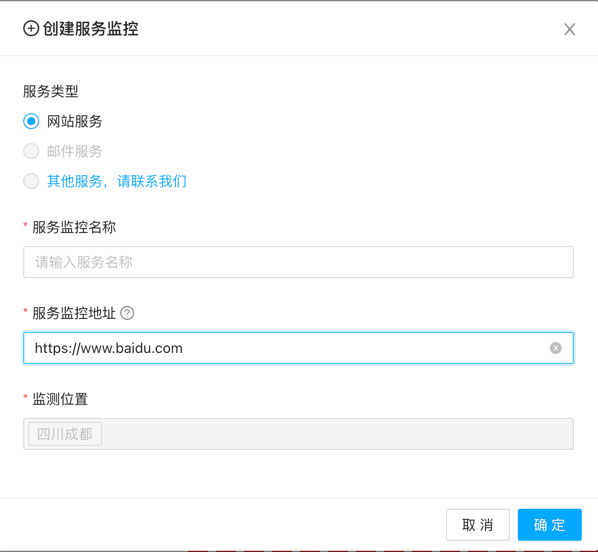 创建服务监控
服务类型
网站服务
邮件服务
其他服务，请联系我们
* 服务监控名称
请输入服务名称
* 服务监控地址 ?
https://www.baidu.com
* 监测位置
四川成都
取 消 确 定